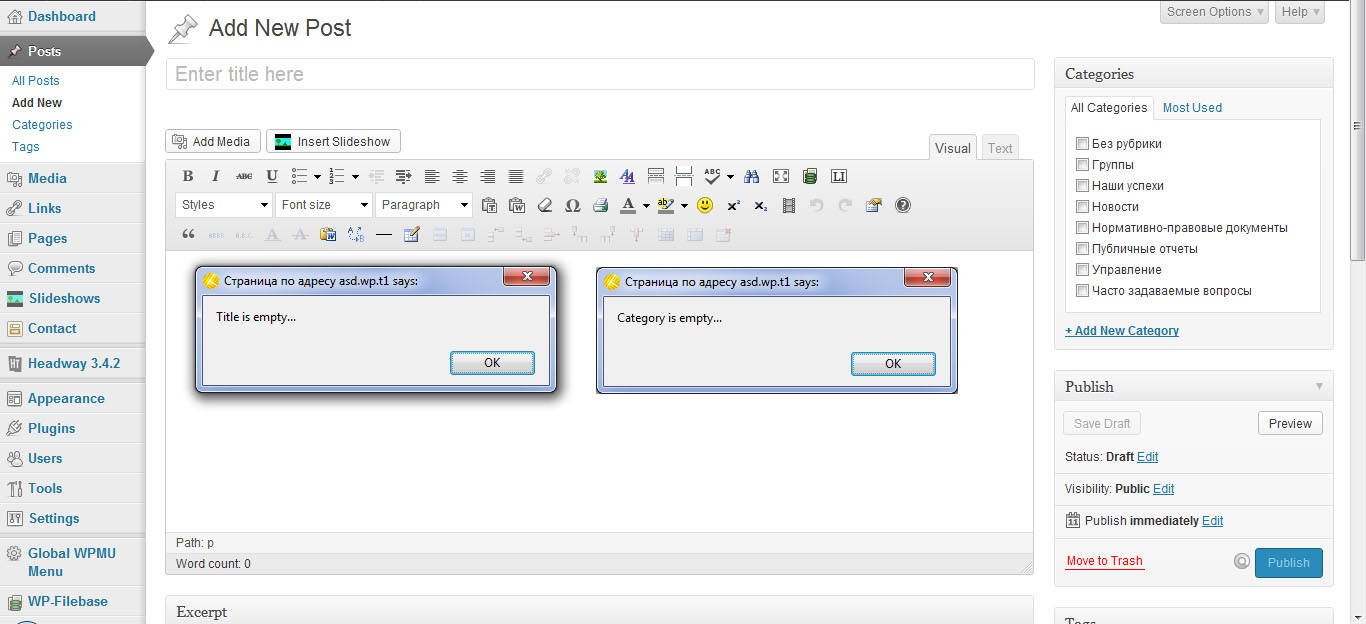 Dashboard
Posts
All Posts
Add New
Categories
Tags
Media
Links
Pages
Comments
Slideshows
Contact
Headway 3.4.2
Appearance
Plugins
Users
Tools
Settings
Global WPMU
Menu
WP-Filebase
Screen Options
Help
Add New Post
Enter title here
Add Media
Insert Slideshow
Visual
Text
B I ABC U ABC LI
Styles
Font size
Paragraph
Страница по адресу asd.wp.t1 says:
Title is empty...
OK
Страница по адресу asd.wp.t1 says:
Category is empty...
OK
Path: p
Word count: 0
Excerpt
Categories
All Categories
Most Used
Без рубрики
Группы
Наши успехи
Новости
Нормативно-правовые документы
Публичные отчеты
Управление
Часто задаваемые вопросы
+ Add New Category
Publish
Save Draft
Preview
Status: Draft Edit
Visibility: Public Edit
11 Publish immediately Edit
Move to Trash
Publish
Tags